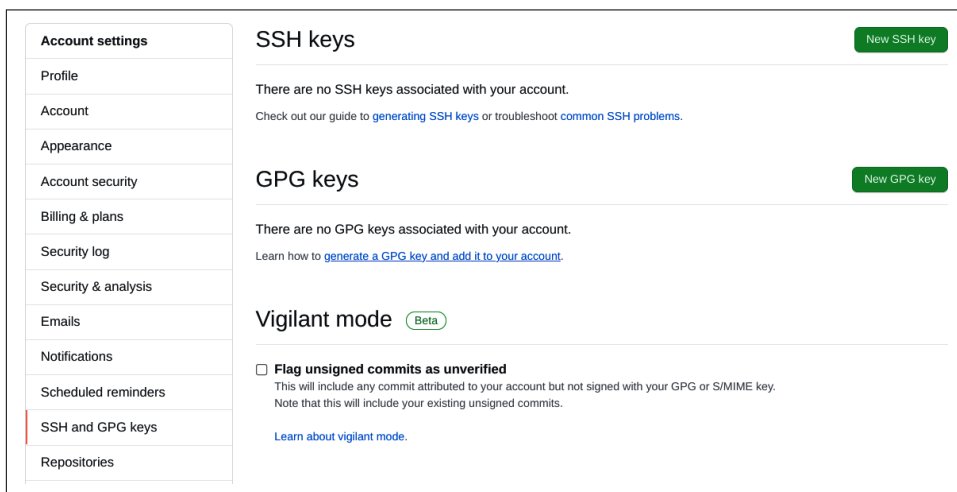 Account settings
Profile
Account
Appearance
Account security
Billing & plans
Security log
Security & analysis
Emails
Notifications
Scheduled reminders
SSH and GPG keys
Repositories
SSH keys
New SSH key
There are no SSH keys associated with your account.
Check out our guide to generating SSH keys or troubleshoot common SSH problems.
GPG keys
New GPG key
There are no GPG keys associated with your account.
Learn how to generate a GPG key and add it to your account.
Vigilant mode Beta
Flag unsigned commits as unverified
This will include any commit attributed to your account but not signed with your GPG or S/MIME key.
Note that this will include your existing unsigned commits.
Learn about vigilant mode.